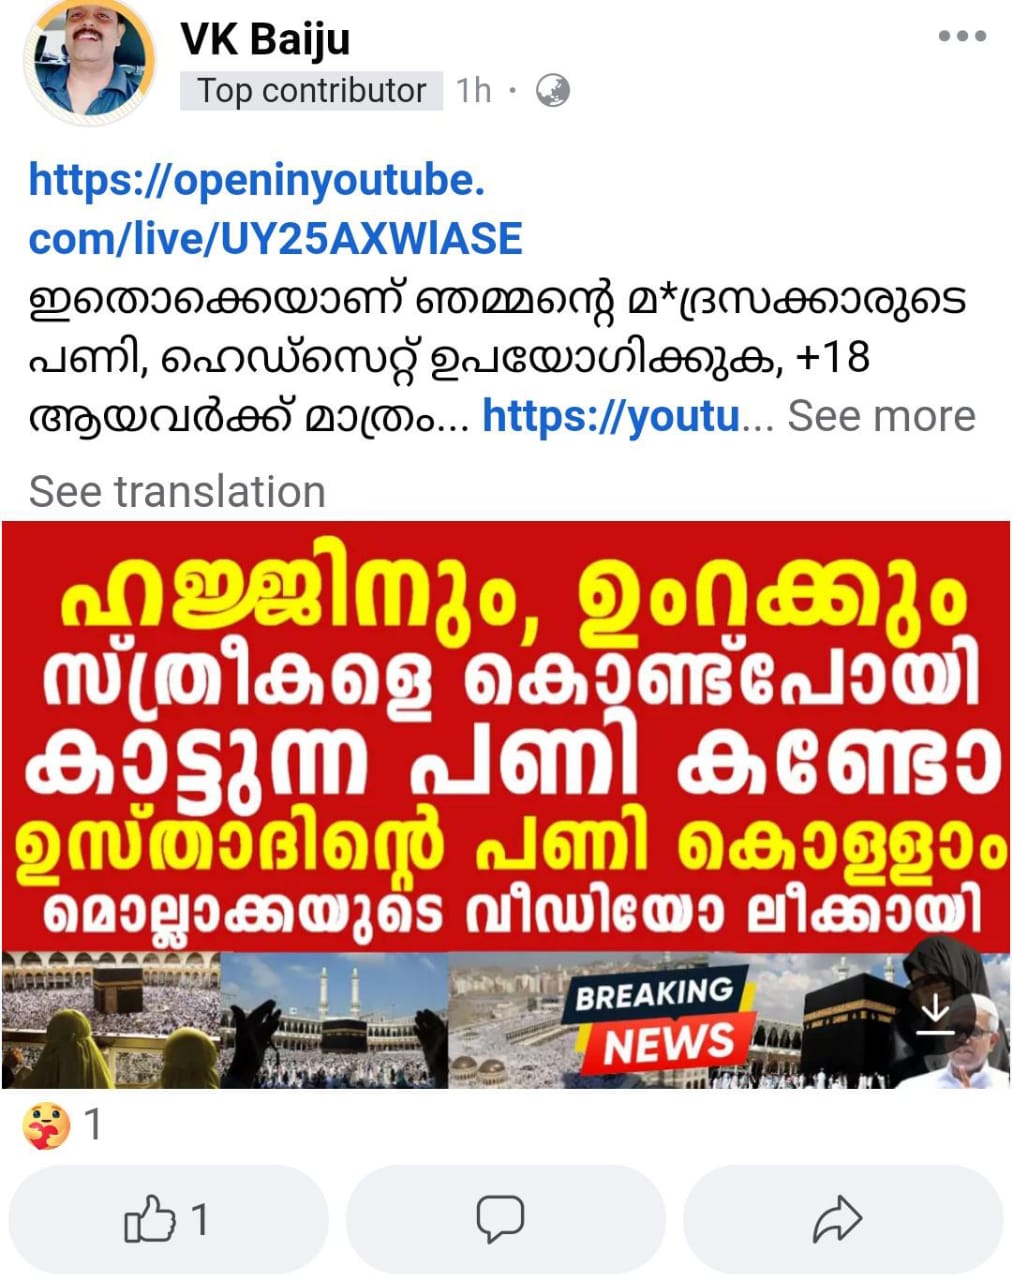 VK Baiju
Top contributor 1h ·
https://openinyoutube.
com/live/UY25AXWlASE
ഇതൊക്കെയാണ് ഞമ്മന്റെ മ*ദ്രസക്കാരുടെ
പണി, ഹെഡ്സെറ്റ് ഉപയോഗിക്കുക, +18
ആയവർക്ക് മാത്രം... https://youtu... See more
See translation
ഹജ്ജിനും, ഉംറക്കും
സ്ത്രീകളെ കൊണ്ട്പോയി
കാട്ടുന്ന പണി കണ്ടോ
ഉസ്താദിന്റെ പണി കൊള്ളാം
മൊല്ലാക്കയുടെ വീഡിയോ ലീക്കായി
BREAKING
NEWS
1
1